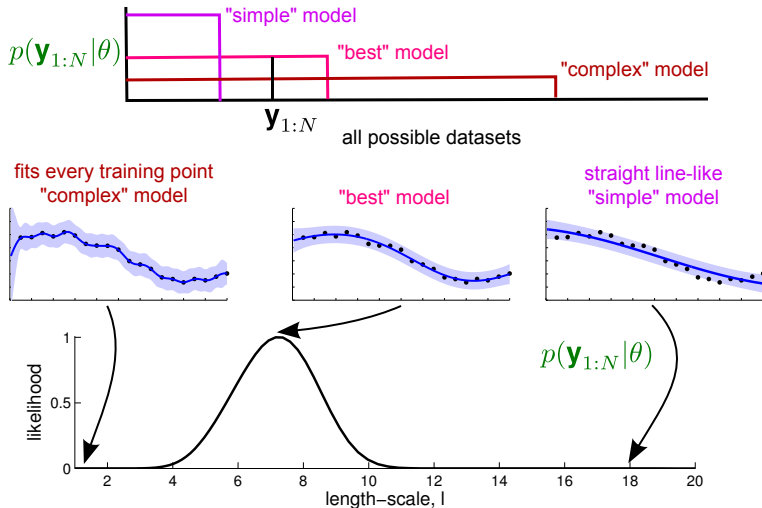 "simple" model
p(y1:N|θ)
"best" model
"complex" model
y1:N
all possible datasets
fits every training point
"complex" model
"best" model
straight line-like
"simple" model
p(y1:N|θ)
1
0.5
0
likelihood
2
4
6
8
10
12
14
16
18
20
length−scale, l